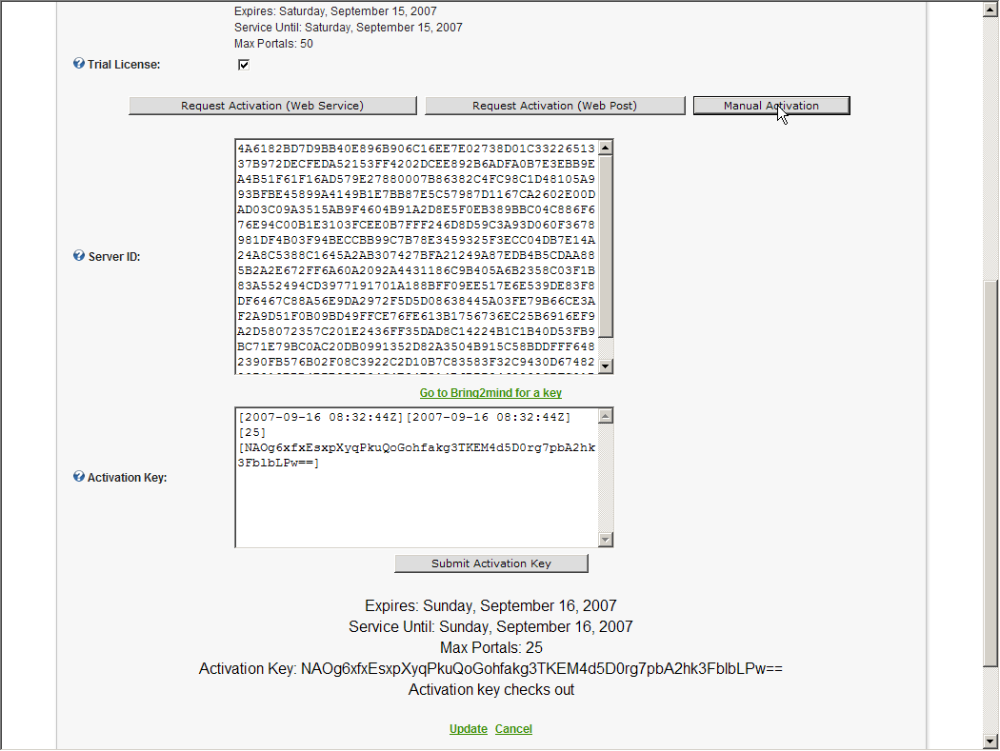 Expires: Saturday, September 15, 2007
Service Until: Saturday, September 15, 2007
Max Portals: 50
Trial License:
Request Activation (Web Service) Request Activation (Web Post) Manual Activation
4A6182BD7D9BB40E896B906C16EE7E02738D01C33226513
37B972DECFEDA52153FF4202DCEE892B6ADFA0B7E3EBB9E
A4B51F61F16AD579E27880007B86382C4FC98C1D48105A9
93BFBE45899A4149B1E7BB87E5C57987D1167CA2602E00D
AD03C09A3515AB9F4604B91A2D8E5F0EB389BBC04C886F6
76E94C00B1E3103FCEE0B7FFF246D8D59C3A93D060F3678
981DF4B03F94BECCBB99C7B78E3459325F3ECC04DB7E14A
24A8C5388C1645A2AB307427BFA21249A87EDB4B5CDAA88
Server ID:
5B2A2E672FF6A60A2092A4431186C9B405A6B2358C03F1B
83A552494CD3977191701A188BFF09EE517E6E539DE83F8
DF6467C88A56E9DA2972F5D5D08638445A03FE79B66CE3A
F2A9D51F0B09BD49FFCE76FE613B1756736EC25B6916EF9
A2D58072357C201E2436FF35DAD8C14224B1C1B40D53FB9
BC71E79BC0AC20DB0991352D82A3504B915C58BDDFFF648
2390FB576B02F08C3922C2D10B7C83583F32C9430D67482
Go to Bring2mind for a key
[2007-09-16 08:32:44Z][2007-09-16 08:32:44Z]
[25]
[NAOg6xfxEsxpXyqPkuQoGohfakg3TKEM4d5D0rg7pbA2hk
3FblbLPw==]
Activation Key:
Submit Activation Key
Expires: Sunday, September 16, 2007
Service Until: Sunday, September 16, 2007
Max Portals: 25
Activation Key: NAOg6xfxEsxpXyqPkuQoGohfakg3TKEM4d5D0rg7pbA2hk3FblbLPw==
Activation key checks out
Update Cancel